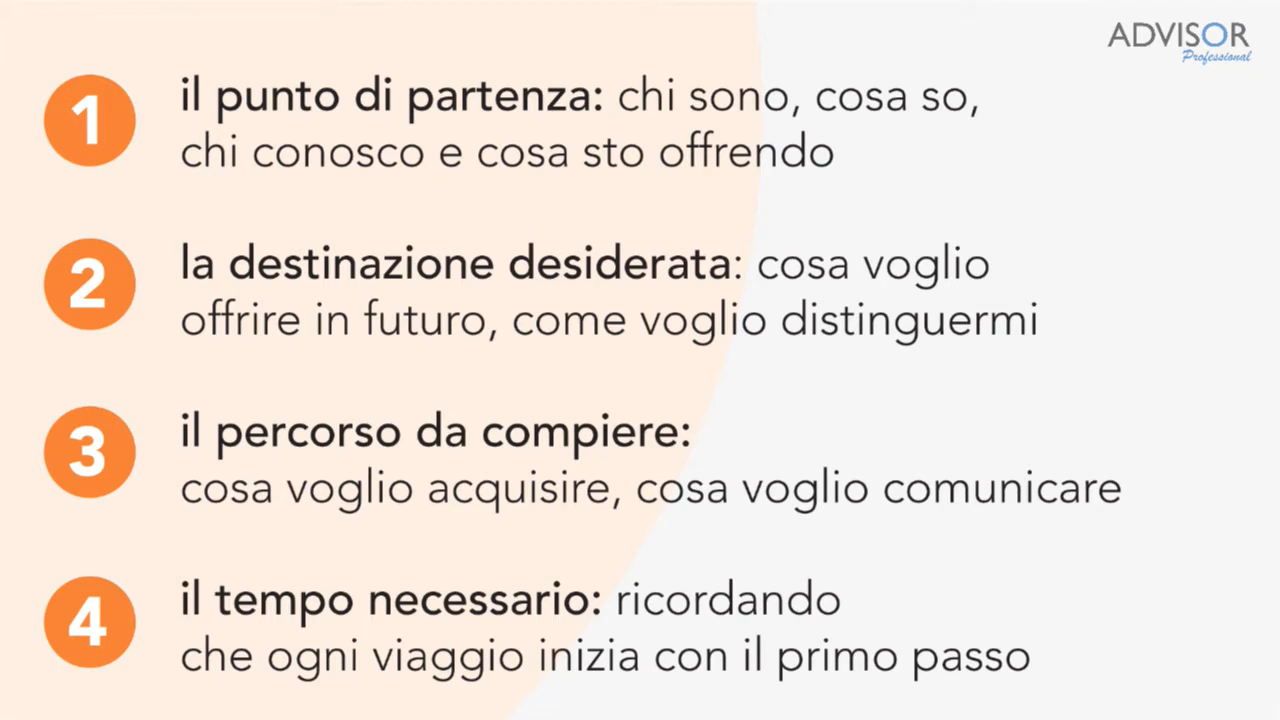 ADVISOR
Professional
1
il punto di partenza: chi sono, cosa so,
chi conosco e cosa sto offrendo
2
la destinazione desiderata: cosa voglio
offrire in futuro, come voglio distinguermi
3
il percorso da compiere:
cosa voglio acquisire, cosa voglio comunicare
4
il tempo necessario: ricordando
che ogni viaggio inizia con il primo passo